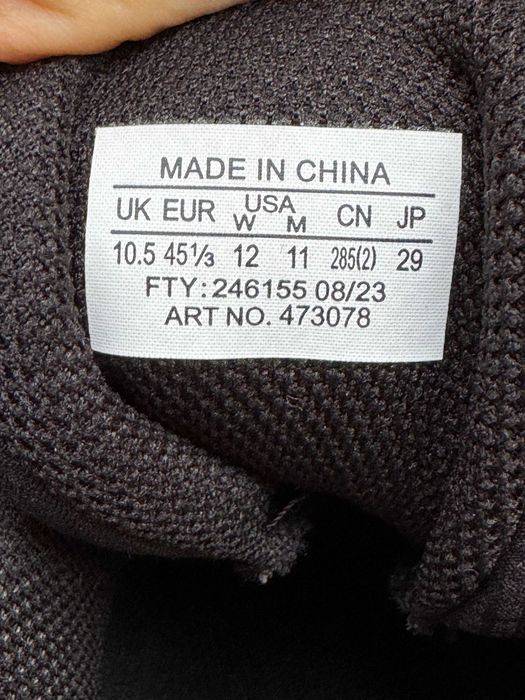 MADE IN CHINA
UK EUR USA CN JP
W M
10.5 45⅓ 12 11 285(2) 29
FTY: 246155 08/23
ART NO. 473078